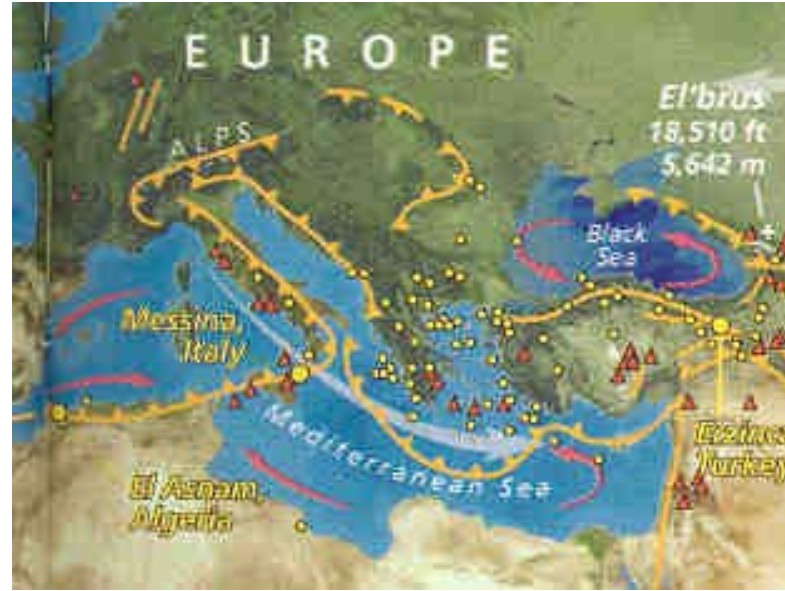 EUROPE
El'brus
18,510 ft
5,642 m
ALPS
Black
Sea
Messina,
Italy
Mediterranean Sea
Turkey
El Asnam,
Algeria